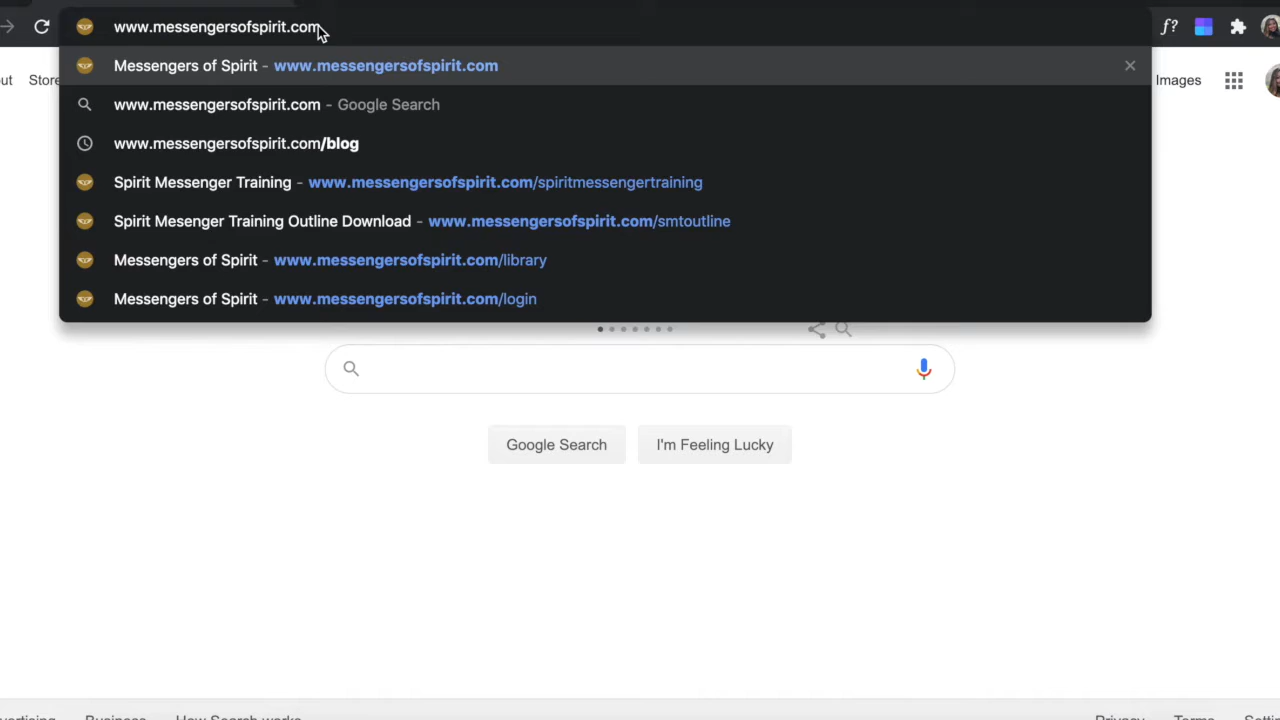 www.messengersofspirit.com
Messengers of Spirit - www.messengersofspirit.com
www.messengersofspirit.com - Google Search
www.messengersofspirit.com/blog
Spirit Messenger Training - www.messengersofspirit.com/spiritmessengertraining
Spirit Mesenger Training Outline Download - www.messengersofspirit.com/smtoutline
Messengers of Spirit - www.messengersofspirit.com/library
Messengers of Spirit - www.messengersofspirit.com/login
f?
ut Store Images
Google Search I'm Feeling Lucky
vertising Business How Search works Privacy Terms Setti